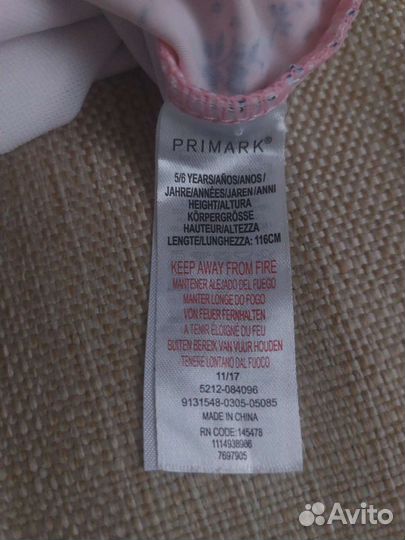 PRIMARK®
5/6 YEARS/AÑOS/ANOS/
JAHRE/ANNÉES/JAREN/ANNI
HEIGHT/ALTURA
KÖRPERGRÖSSE
HAUTEUR/ALTEZZA
LENGTE/LUNGHEZZA: 116CM
KEEP AWAY FROM FIRE
MANTENER ALEJADO DEL FUEGO
MANTER LONGE DO FOGO
VON FEUER FERNHALTEN
A TENIR ÉLOIGNÉ DU FEU
BUITEN BEREIK VAN VUUR HOUDEN
TENERE LONTANO DAL FUOCO
11/17
5212-084096
9131548-0305-05085
MADE IN CHINA
RN CODE: 145478
1114938986
7697905
Avito